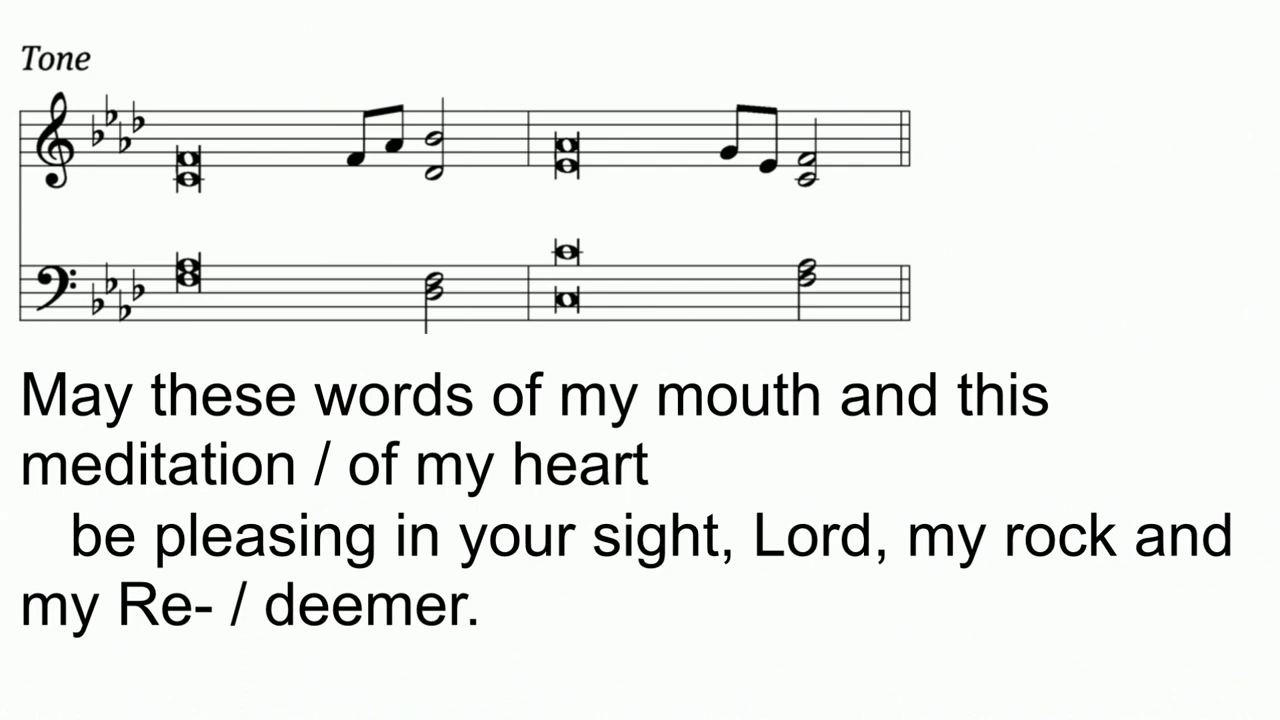 Tone
May these words of my mouth and this
meditation / of my heart
be pleasing in your sight, Lord, my rock and
my Re- / deemer.